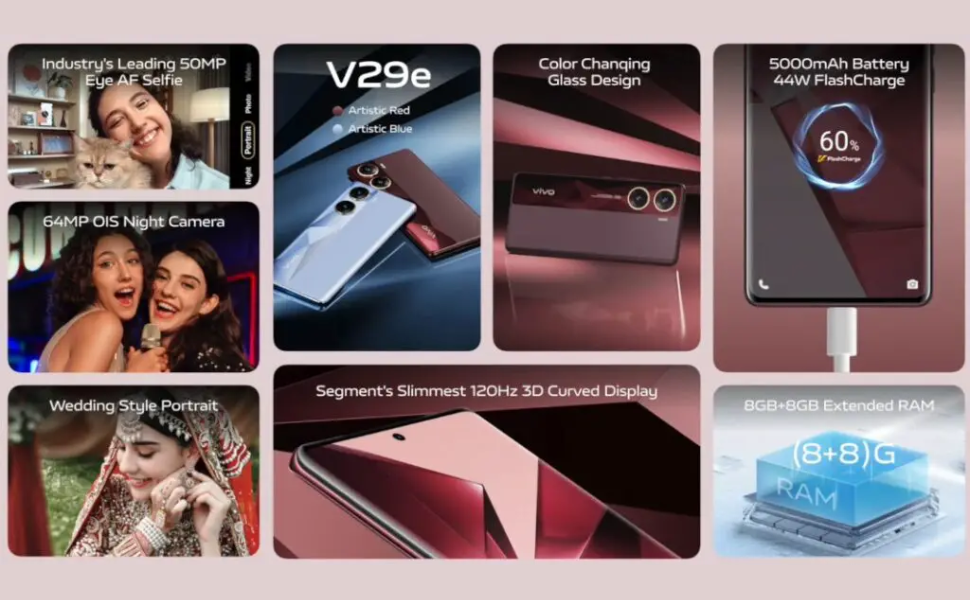 Industry's Leading 50MP
Eye AF Selfie
Video
Photo
Portrait
Night
64MP OIS Night Camera
Wedding Style Portrait
V29e
Artistic Red
Artistic Blue
vivo
Color Changing
Glass Design
vivo
Segment's Slimmest 120Hz 3D Curved Display
5000mAh Battery
44W FlashCharge
60%
FlashCharge
8GB+8GB Extended RAM
(8+8)G
RAM